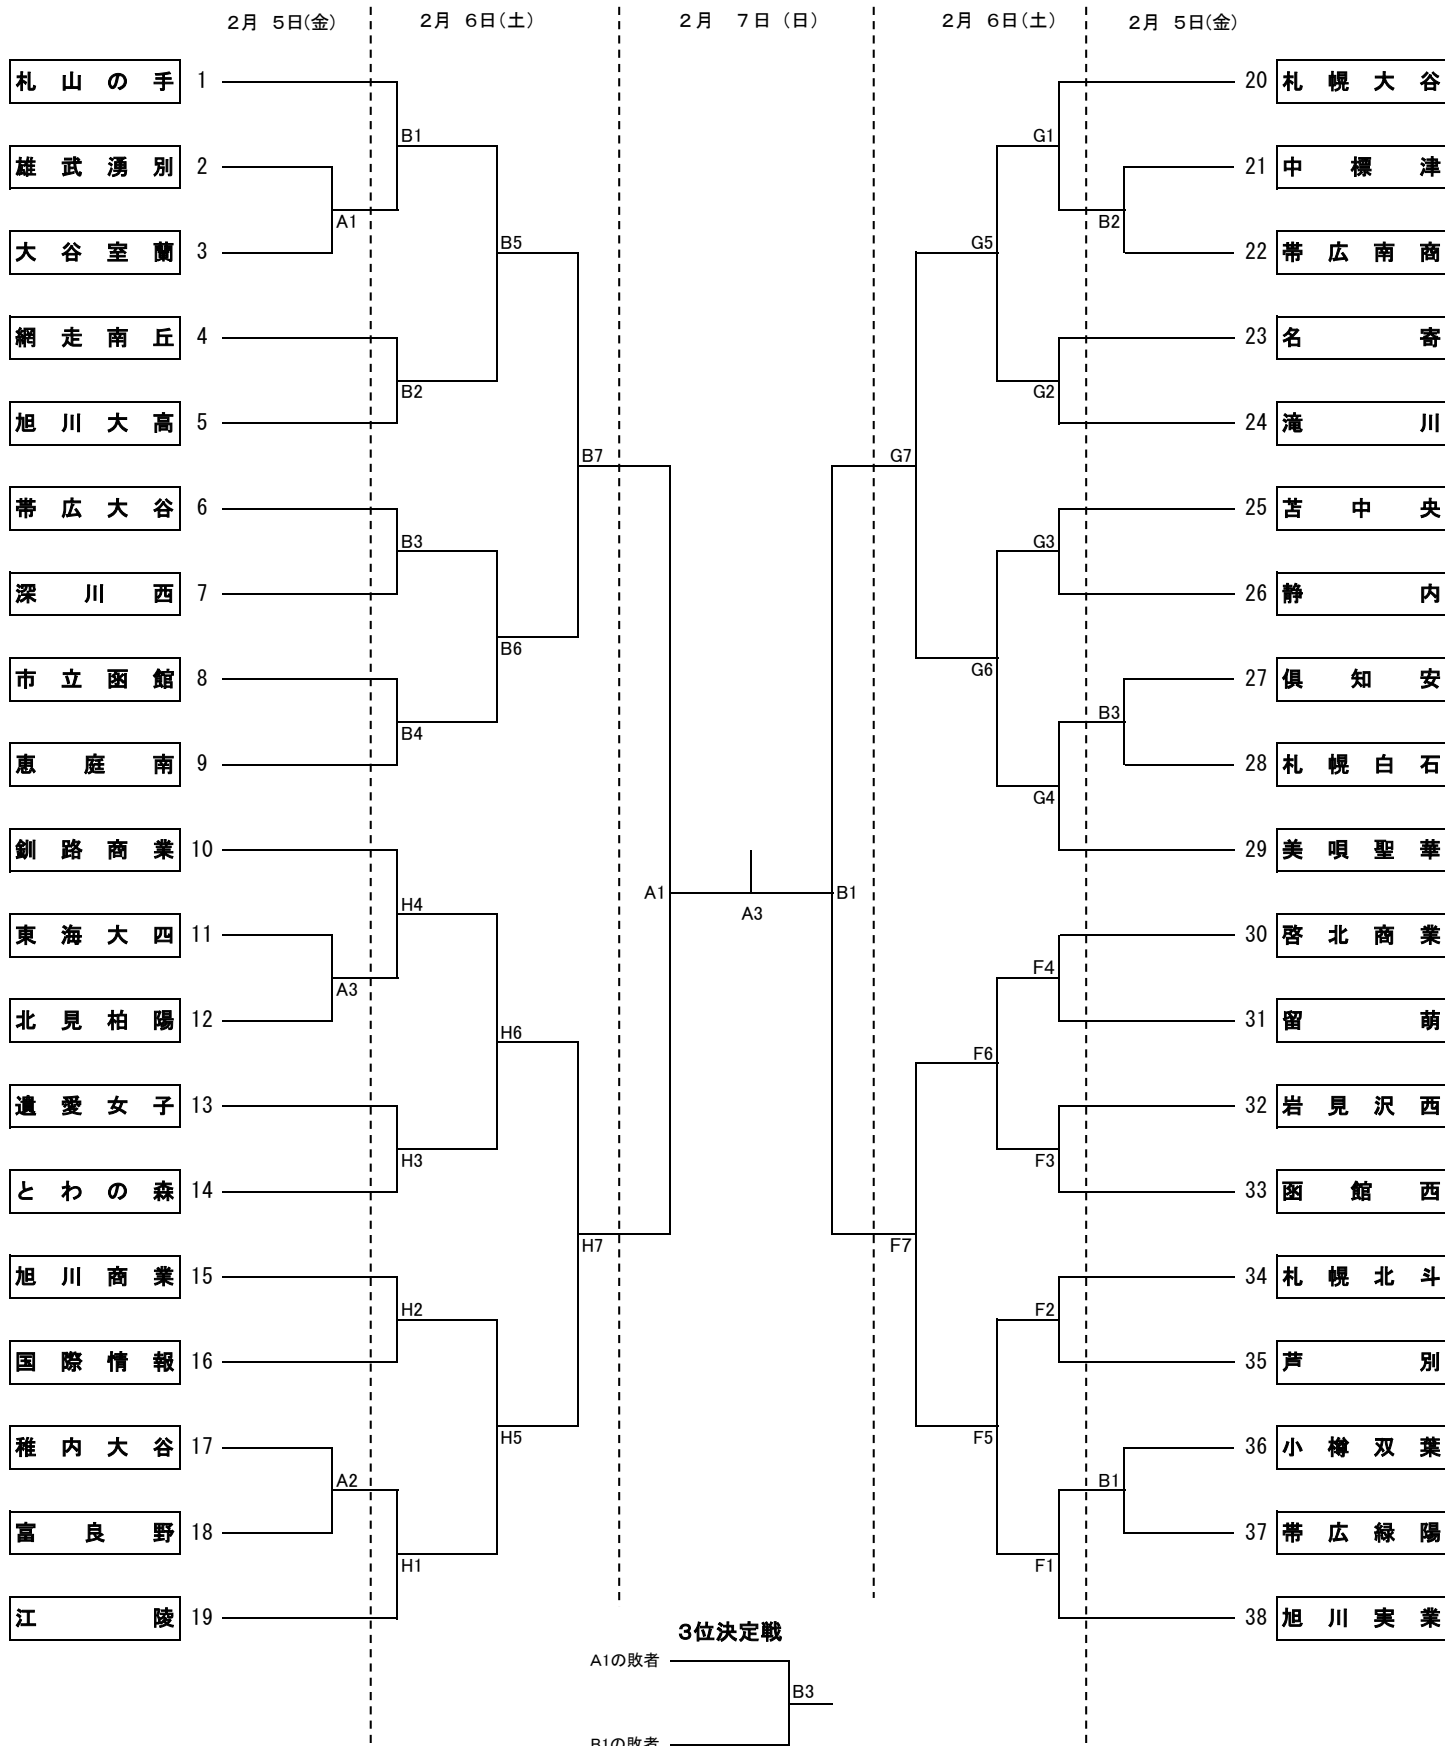 2月 5日(金) 2月 6日(土) 2月 7日(日) 2月 6日(土) 2月 5日(金)
札山の手 1 20 札幌大谷
B1 G1
雄武湧別 2 21 中標津
A1 B2
大谷室蘭 3 B5 G5 22 帯広南商
網走南丘 4 23 名寄
B2 G2
旭川大高 5 24 滝川
B7 G7
帯広大谷 6 25 苫中央
B3 G3
深川西 7 26 静内
B6 G6
市立函館 8 27 倶知安
B4 B3
恵庭南 9 28 札幌白石
G4
釧路商業 10 29 美唄聖華
H4 A1 A3 B1
東海大四 11 30 啓北商業
A3 F4
北見柏陽 12 31 留萌
H6 F6
遺愛女子 13 32 岩見沢西
H3 F3
とわの森 14 33 函館西
H7 F7
旭川商業 15 34 札幌北斗
H2 F2
国際情報 16 35 芦別
H5 F5
稚内大谷 17 36 小樽双葉
A2 B1
富良野 18 37 帯広緑陽
H1 F1
江陵 19 38 旭川実業
3位決定戦
A1の敗者
B3
B1の敗者